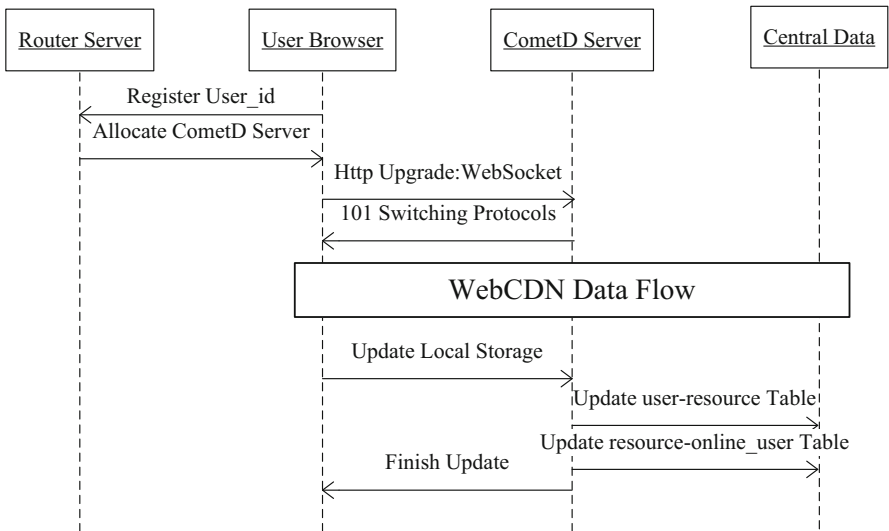 Router Server
User Browser
CometD Server
Central Data
Register User_id
Allocate CometD Server
Http Upgrade:WebSocket
101 Switching Protocols
WebCDN Data Flow
Update Local Storage
Update user-resource Table
Update resource-online_user Table
Finish Update